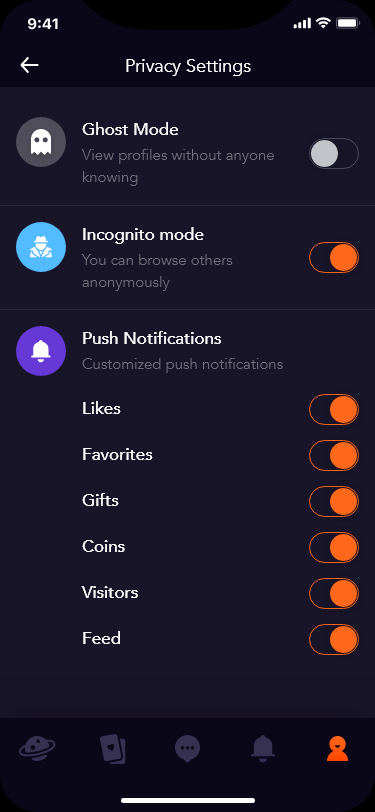 9:41
Privacy Settings
Ghost Mode
View profiles without anyone
knowing
Incognito mode
You can browse others
anonymously
Push Notifications
Customized push notifications
Likes
Favorites
Gifts
Coins
Visitors
Feed